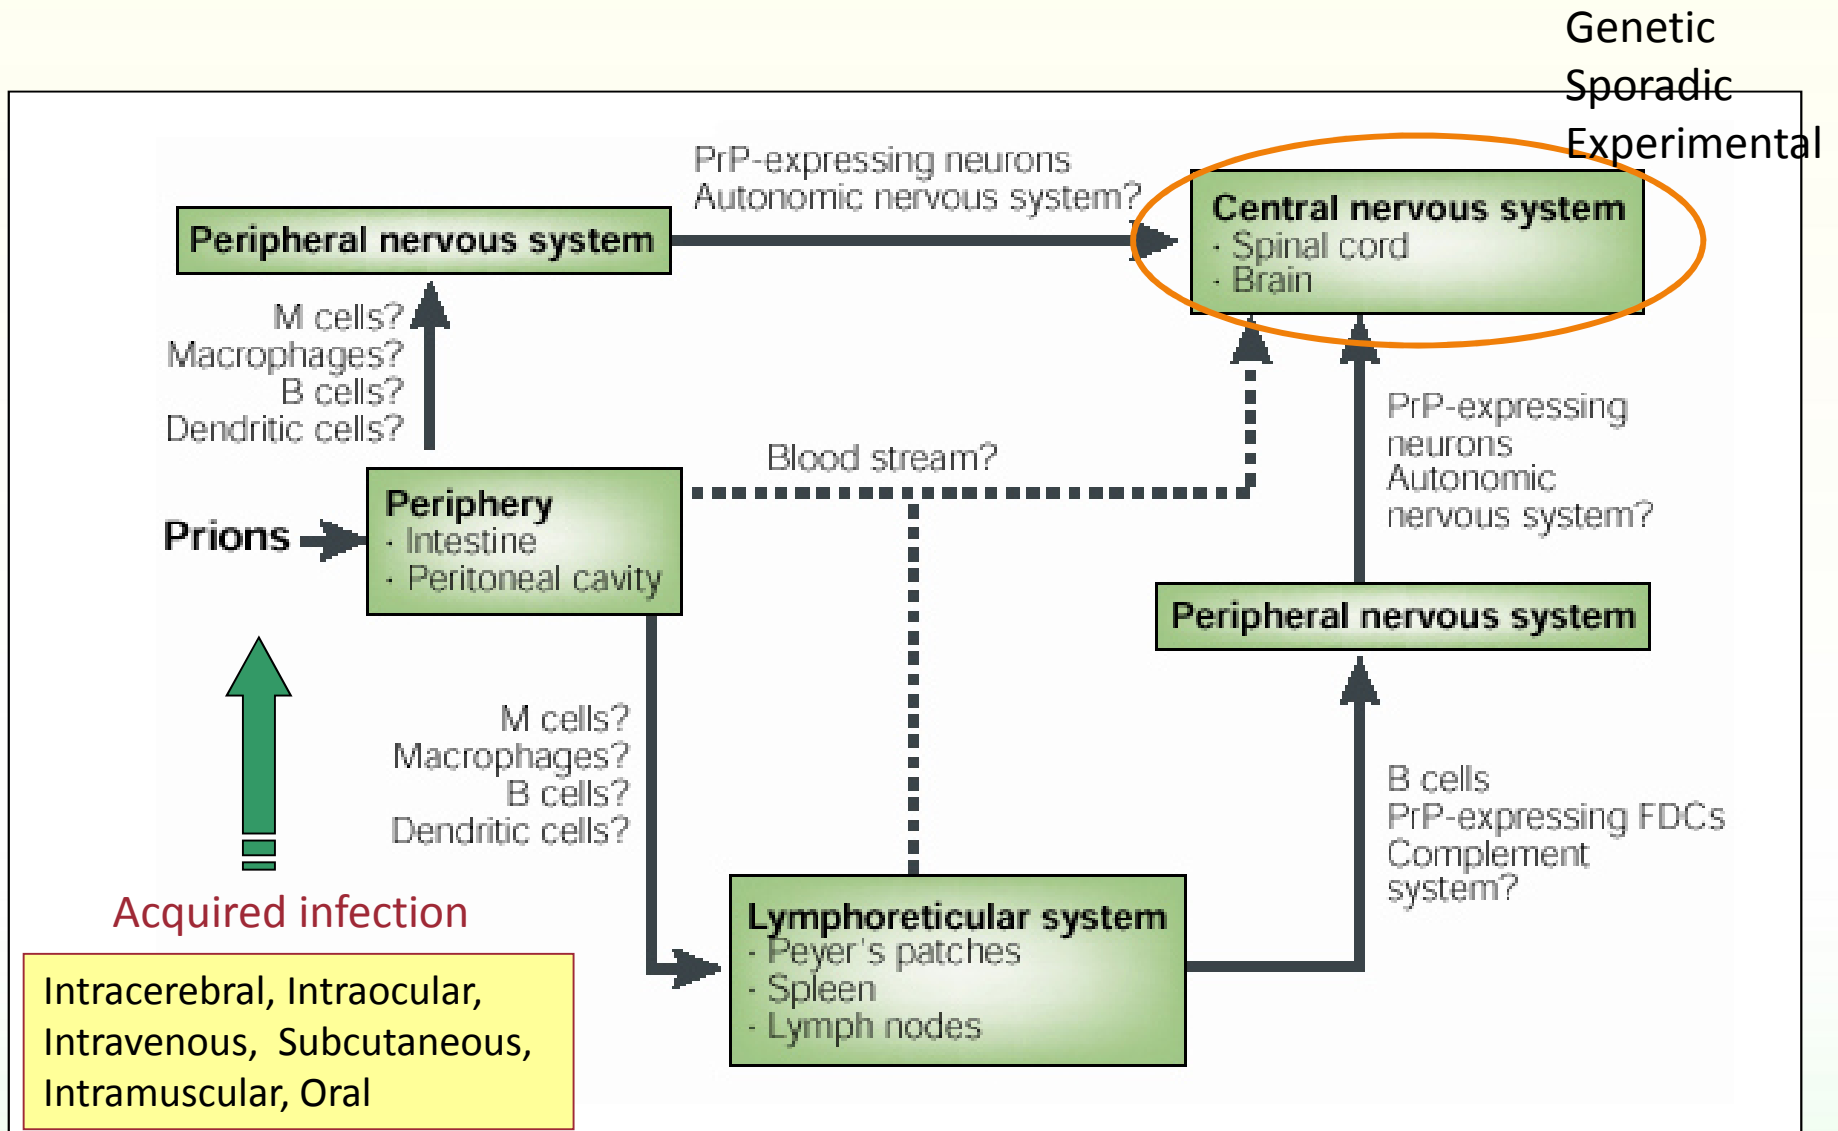 Genetic
Sporadic
Experimental
PrP-expressing neurons
Autonomic nervous system?
Central nervous system
· Spinal cord
· Brain
Peripheral nervous system
M cells?
Macrophages?
B cells?
Dendritic cells?
Blood stream?
PrP-expressing
neurons
Autonomic
nervous system?
Prions
Periphery
· Intestine
· Peritoneal cavity
Peripheral nervous system
M cells?
Macrophages?
B cells?
Dendritic cells?
B cells
PrP-expressing FDCs
Complement
system?
Acquired infection
Lymphoreticular system
· Peyer's patches
· Spleen
· Lymph nodes
Intracerebral, Intraocular,
Intravenous, Subcutaneous,
Intramuscular, Oral